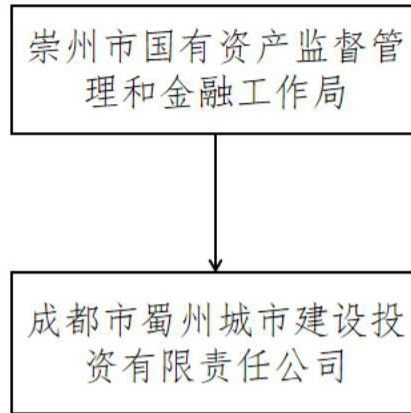 崇州市国有资产监督管
理和金融工作局
成都市蜀州城市建设投
资有限责任公司